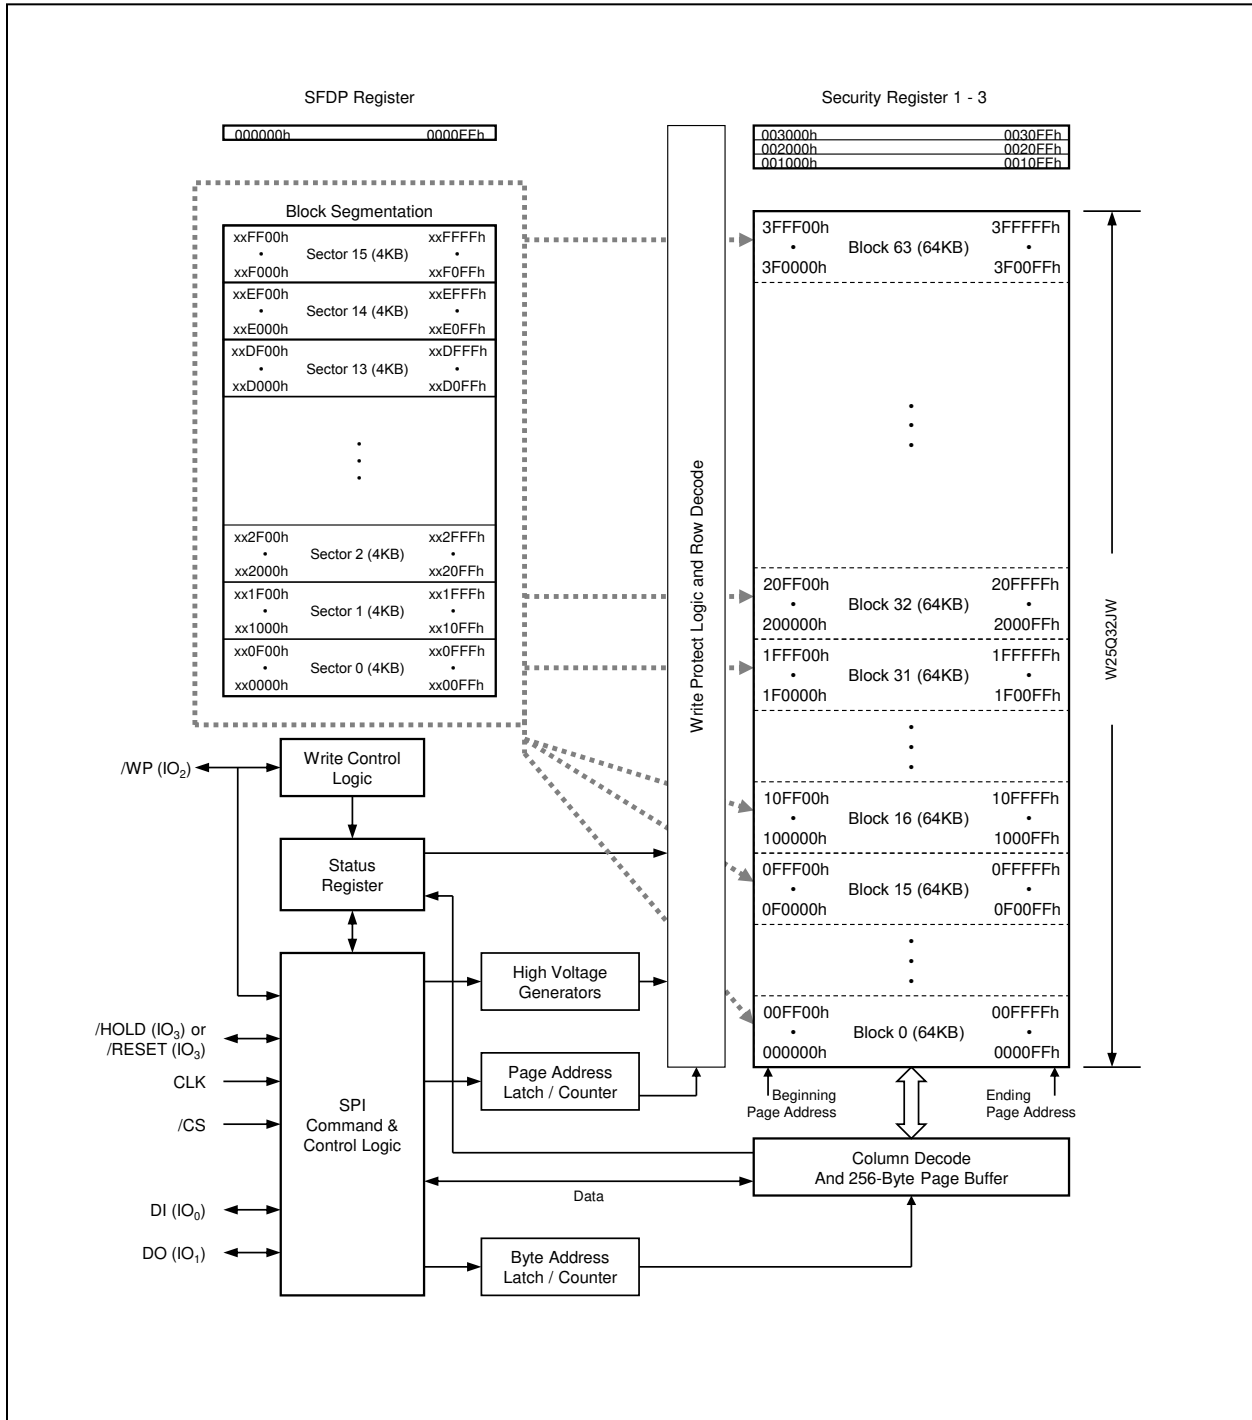 SFDP Register
000000h 0000FFh
Security Register 1 - 3
003000h 0030FFh
002000h 0020FFh
001000h 0010FFh
Block Segmentation
xxFF00h xxFFFFh
Sector 15 (4KB)
xxF000h xxF0FFh
xxEF00h xxEFFFh
Sector 14 (4KB)
xxE000h xxE0FFh
xxDF00h xxDFFFh
Sector 13 (4KB)
xxD000h xxD0FFh
xx2F00h xx2FFFh
Sector 2 (4KB)
xx2000h xx20FFh
xx1F00h xx1FFFh
Sector 1 (4KB)
xx1000h xx10FFh
xx0F00h xx0FFFh
Sector 0 (4KB)
xx0000h xx00FFh
Write Protect Logic and Row Decode
3FFF00h 3FFFFFh
Block 63 (64KB)
3F0000h 3F00FFh
20FF00h 20FFFFh
Block 32 (64KB)
200000h 2000FFh
1FFF00h 1FFFFFh
Block 31 (64KB)
1F0000h 1F00FFh
10FF00h 10FFFFh
Block 16 (64KB)
100000h 1000FFh
0FFF00h 0FFFFFh
Block 15 (64KB)
0F0000h 0F00FFh
00FF00h 00FFFFh
Block 0 (64KB)
000000h 0000FFh
W25Q32JW
Beginning
Page Address
Ending
Page Address
/WP (IO2)
Write Control
Logic
Status
Register
/HOLD (IO3) or
/RESET (IO3)
CLK
/CS
DI (IO0)
DO (IO1)
SPI
Command &
Control Logic
High Voltage
Generators
Page Address
Latch / Counter
Column Decode
And 256-Byte Page Buffer
Data
Byte Address
Latch / Counter